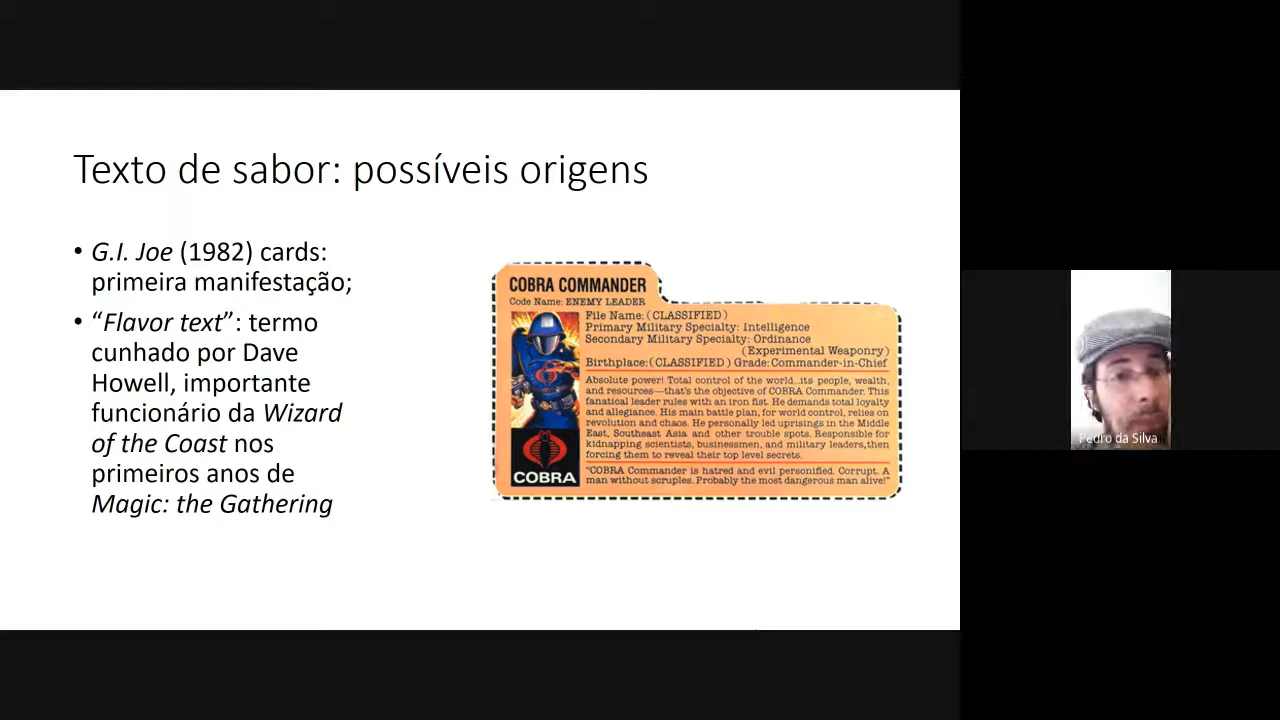 Texto de sabor: possíveis origens
• G.I. Joe (1982) cards:
primeira manifestação;
• “Flavor text”: termo
cunhado por Dave
Howell, importante
funcionário da Wizard
of the Coast nos
primeiros anos de
Magic: the Gathering
COBRA COMMANDER
Code Name: ENEMY LEADER
File Name: (CLASSIFIED)
Primary Military Specialty: Intelligence
Secondary Military Specialty: Ordinance
(Experimental Weaponry)
Birthplace: (CLASSIFIED) Grade: Commander-in-Chief
Absolute power! Total control of the world...its people, wealth,
and resources—that's the objective of COBRA Commander. This
fanatical leader rules with an iron fist. He demands total loyalty
and allegiance. His main battle plan, for world control, relies on
revolution and chaos. He personally led uprisings in the Middle
East, Southeast Asia and other trouble spots. Responsible for
kidnapping scientists, businessmen, and military leaders, then
forcing them to reveal their top level secrets.
"COBRA Commander is hatred and evil personified. Corrupt. A
man without scruples. Probably the most dangerous man alive!"
COBRA
Pedro da Silva